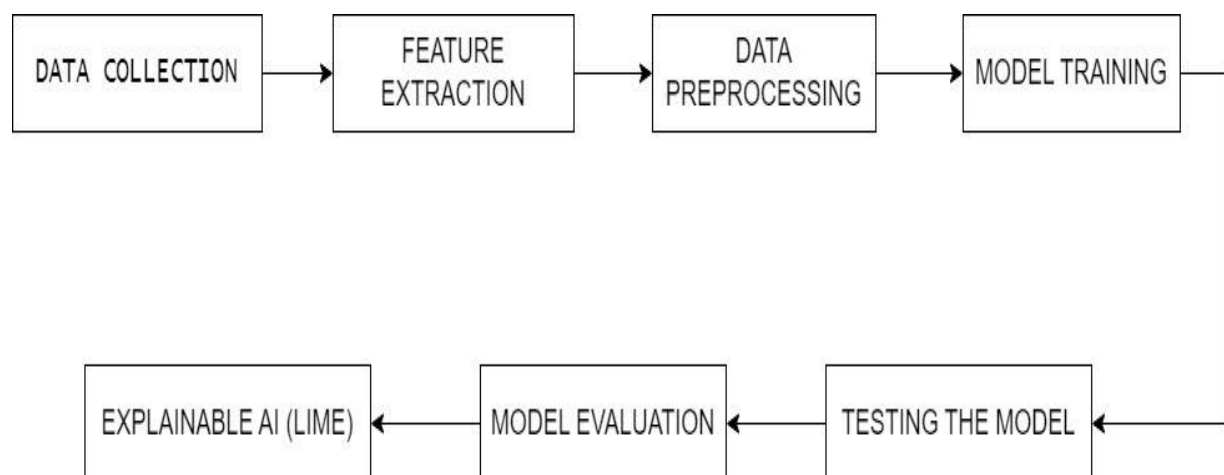 DATA COLLECTION
FEATURE
EXTRACTION
DATA
PREPROCESSING
MODEL TRAINING
EXPLAINABLE AI (LIME)
MODEL EVALUATION
TESTING THE MODEL